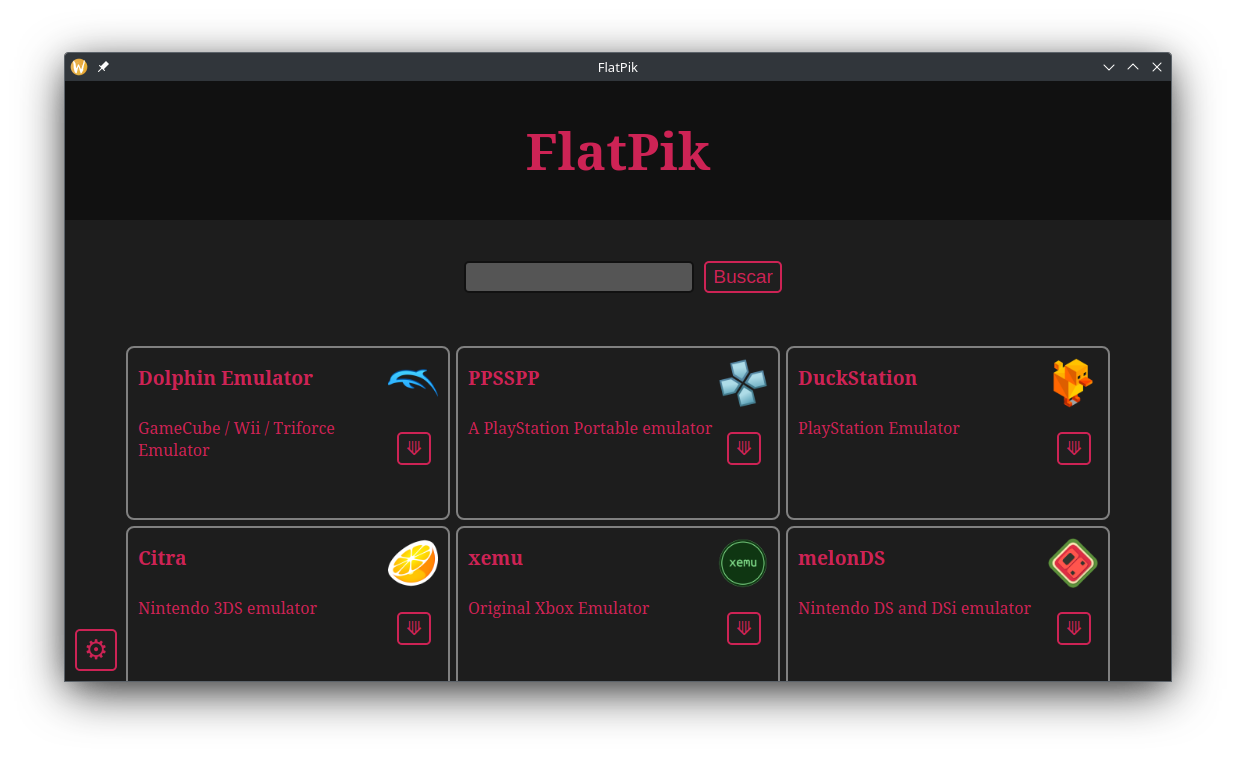 FlatPik
FlatPik
Buscar
Dolphin Emulator
GameCube / Wii / Triforce
Emulator
PPSSPP
A PlayStation Portable emulator
DuckStation
PlayStation Emulator
Citra
Nintendo 3DS emulator
xemu
xemu
Original Xbox Emulator
melonDS
Nintendo DS and DSi emulator